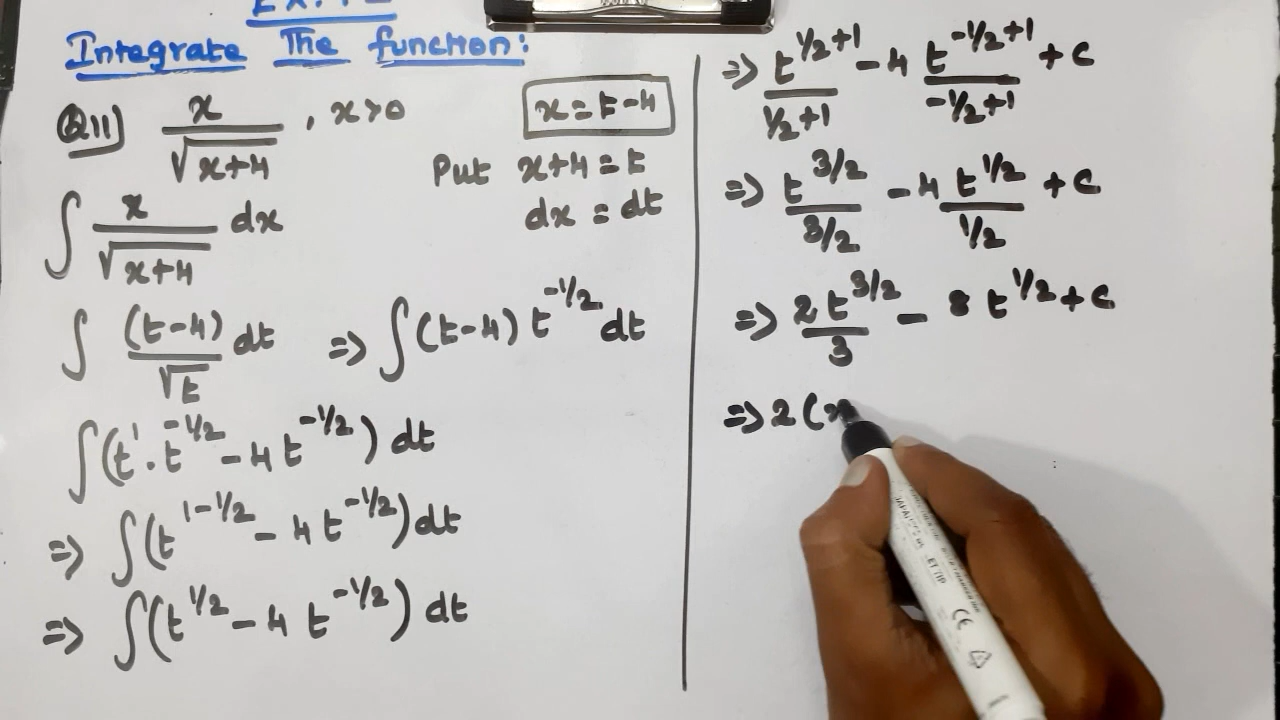 Integrate The function:
Q11) x/√(x+4) , x>0
x = t-4
Put x+4 = t
dx = dt
∫ x/√(x+4) dx
∫ (t-4)/√t dt ⇒ ∫(t-4) t^(-1/2) dt
∫(t^1 . t^(-1/2) - 4 t^(-1/2)) dt
⇒ ∫(t^(1-1/2) - 4 t^(-1/2)) dt
⇒ ∫(t^(1/2) - 4 t^(-1/2)) dt
⇒ t^(1/2+1)/(1/2+1) - 4 t^(-1/2+1)/(-1/2+1) + c
⇒ t^(3/2)/(3/2) - 4 t^(1/2)/(1/2) + c
⇒ 2 t^(3/2)/3 - 8 t^(1/2) + c
⇒ 2 (x
CE